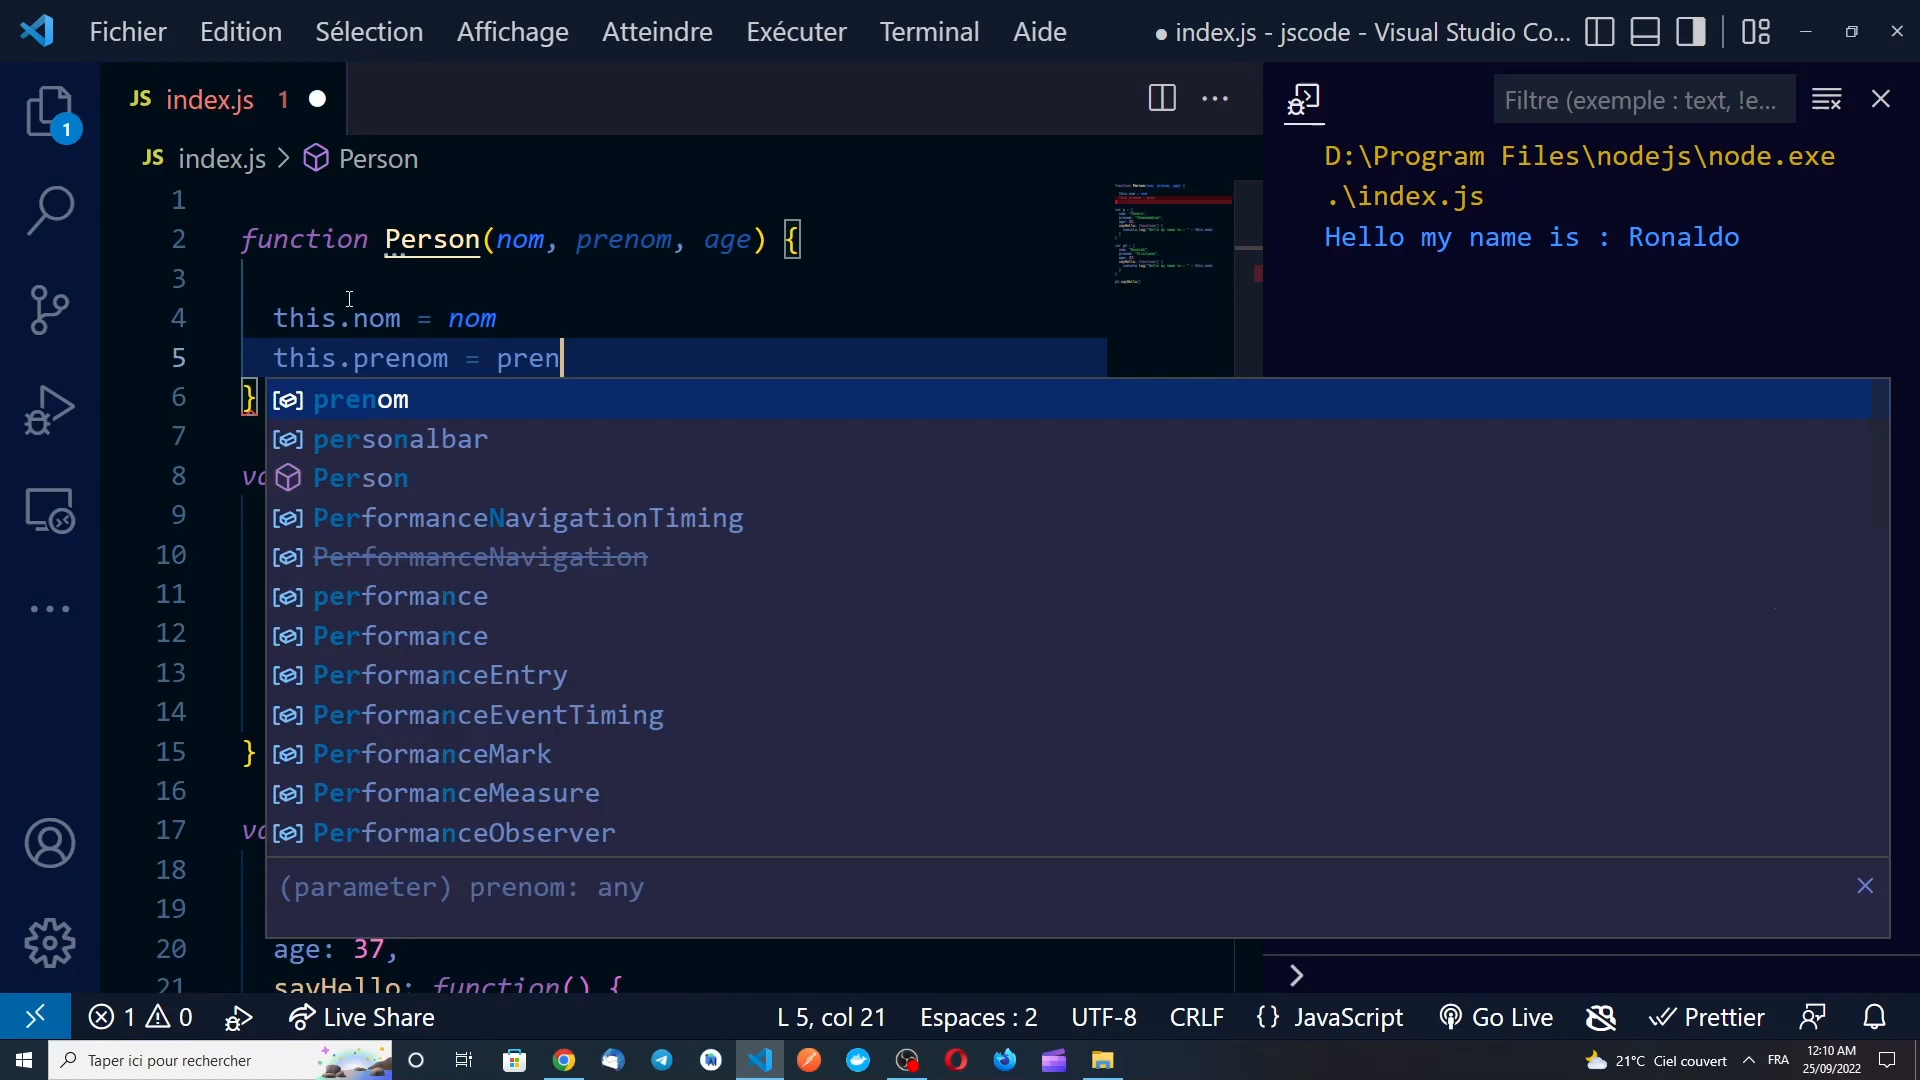 Fichier Edition Sélection Affichage Atteindre Exécuter Terminal Aide ● index.js - jscode - Visual Studio Co...
JS index.js 1
Filtre (exemple : text, !e...
JS index.js > Person
1
2 function Person(nom, prenom, age) {
3
4 this.nom = nom
5 this.prenom = pren
6 }
7
8 va
9
10
11
12
13
14
15 }
16
17 va
18
19
20 age: 37,
21 sayHello: function() {
prenom
personalbar
Person
PerformanceNavigationTiming
PerformanceNavigation
performance
Performance
PerformanceEntry
PerformanceEventTiming
PerformanceMark
PerformanceMeasure
PerformanceObserver
(parameter) prenom: any
D:\Program Files\nodejs\node.exe
.\index.js
Hello my name is : Ronaldo
1
1 0 Live Share L 5, col 21 Espaces : 2 UTF-8 CRLF {} JavaScript Go Live Prettier
Taper ici pour rechercher
21°C Ciel couvert FRA 12:10 AM
25/09/2022